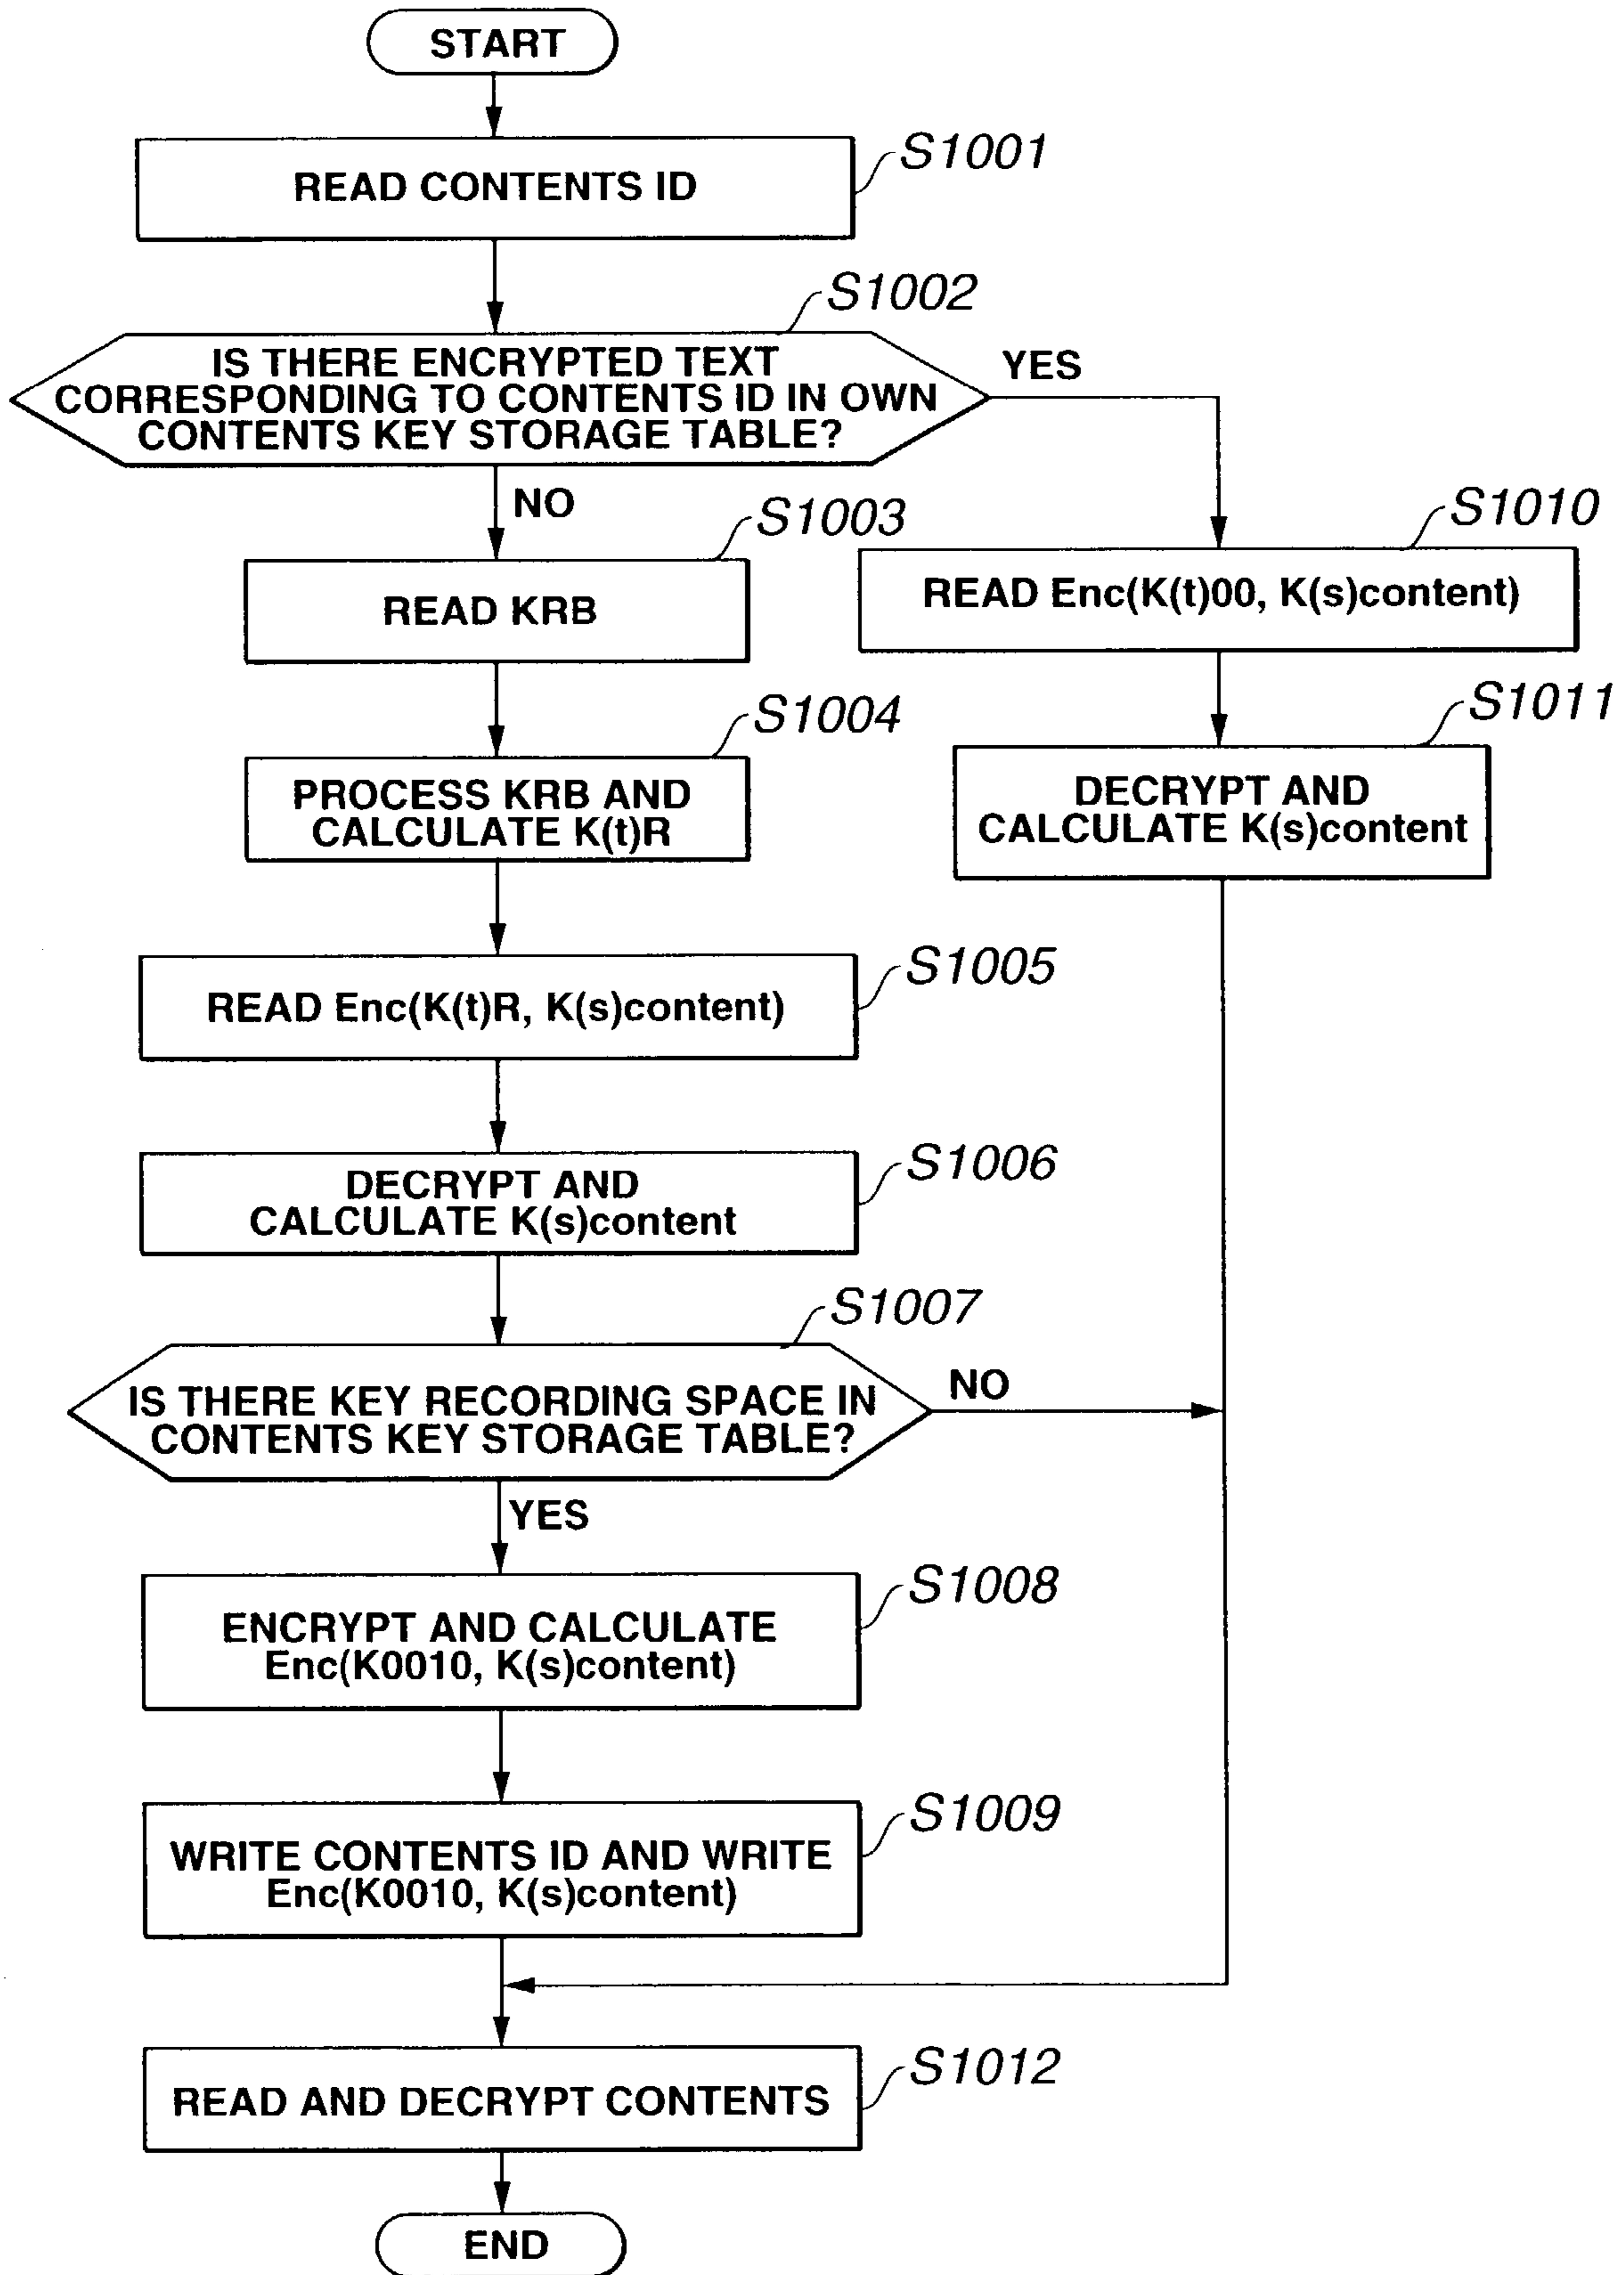 START
S1001
READ CONTENTS ID
S1002
IS THERE ENCRYPTED TEXT
CORRESPONDING TO CONTENTS ID IN OWN
CONTENTS KEY STORAGE TABLE?
YES
NO
S1003
READ KRB
S1010
READ Enc(K(t)00, K(s)content)
S1004
PROCESS KRB AND
CALCULATE K(t)R
S1011
DECRYPT AND
CALCULATE K(s)content
S1005
READ Enc(K(t)R, K(s)content)
S1006
DECRYPT AND
CALCULATE K(s)content
S1007
IS THERE KEY RECORDING SPACE IN
CONTENTS KEY STORAGE TABLE?
NO
YES
S1008
ENCRYPT AND CALCULATE
Enc(K0010, K(s)content)
S1009
WRITE CONTENTS ID AND WRITE
Enc(K0010, K(s)content)
S1012
READ AND DECRYPT CONTENTS
END